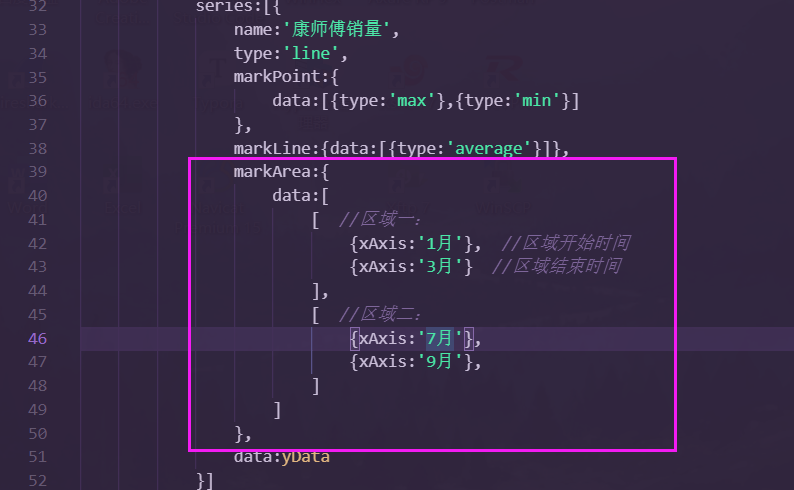 32 series:[{
33 name:'康师傅销量',
34 type:'line',
35 markPoint:{
36 data:[{type:'max'},{type:'min'}]
37 },
38 markLine:{data:[{type:'average'}]},
39 markArea:{
40 data:[
41 [ //区域一:
42 {xAxis:'1月'}, //区域开始时间
43 {xAxis:'3月'} //区域结束时间
44 ],
45 [ //区域二:
46 {xAxis:'7月'},
47 {xAxis:'9月'},
48 ]
49 ]
50 },
51 data:yData
52 }]